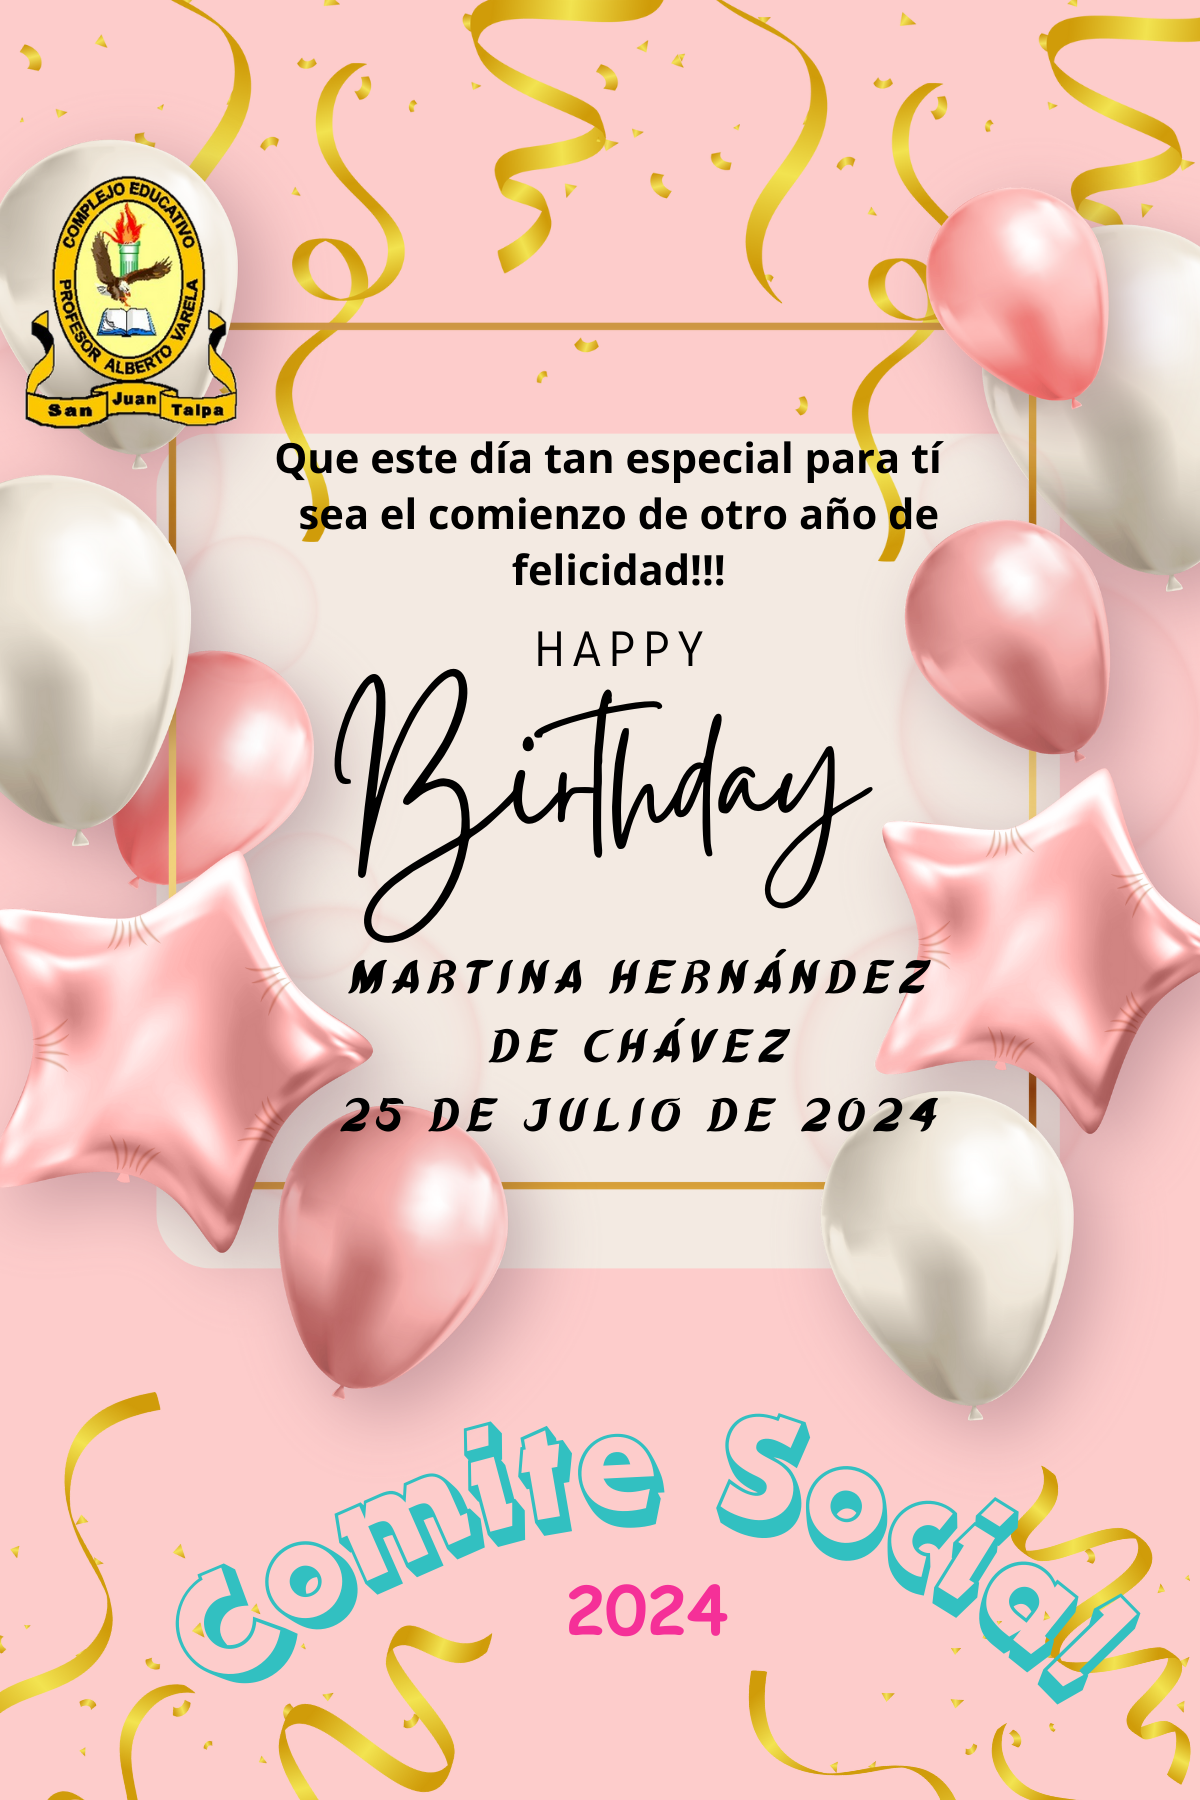 COMPLEJO EDUCATIVO
PROFESOR ALBERTO VARELA
San Juan Talpa
Que este día tan especial para tí
sea el comienzo de otro año de
felicidad!!!
HAPPY
Birthday
MARTINA HERNÁNDEZ
DE CHÁVEZ
25 DE JULIO DE 2024
Comite Social
2024